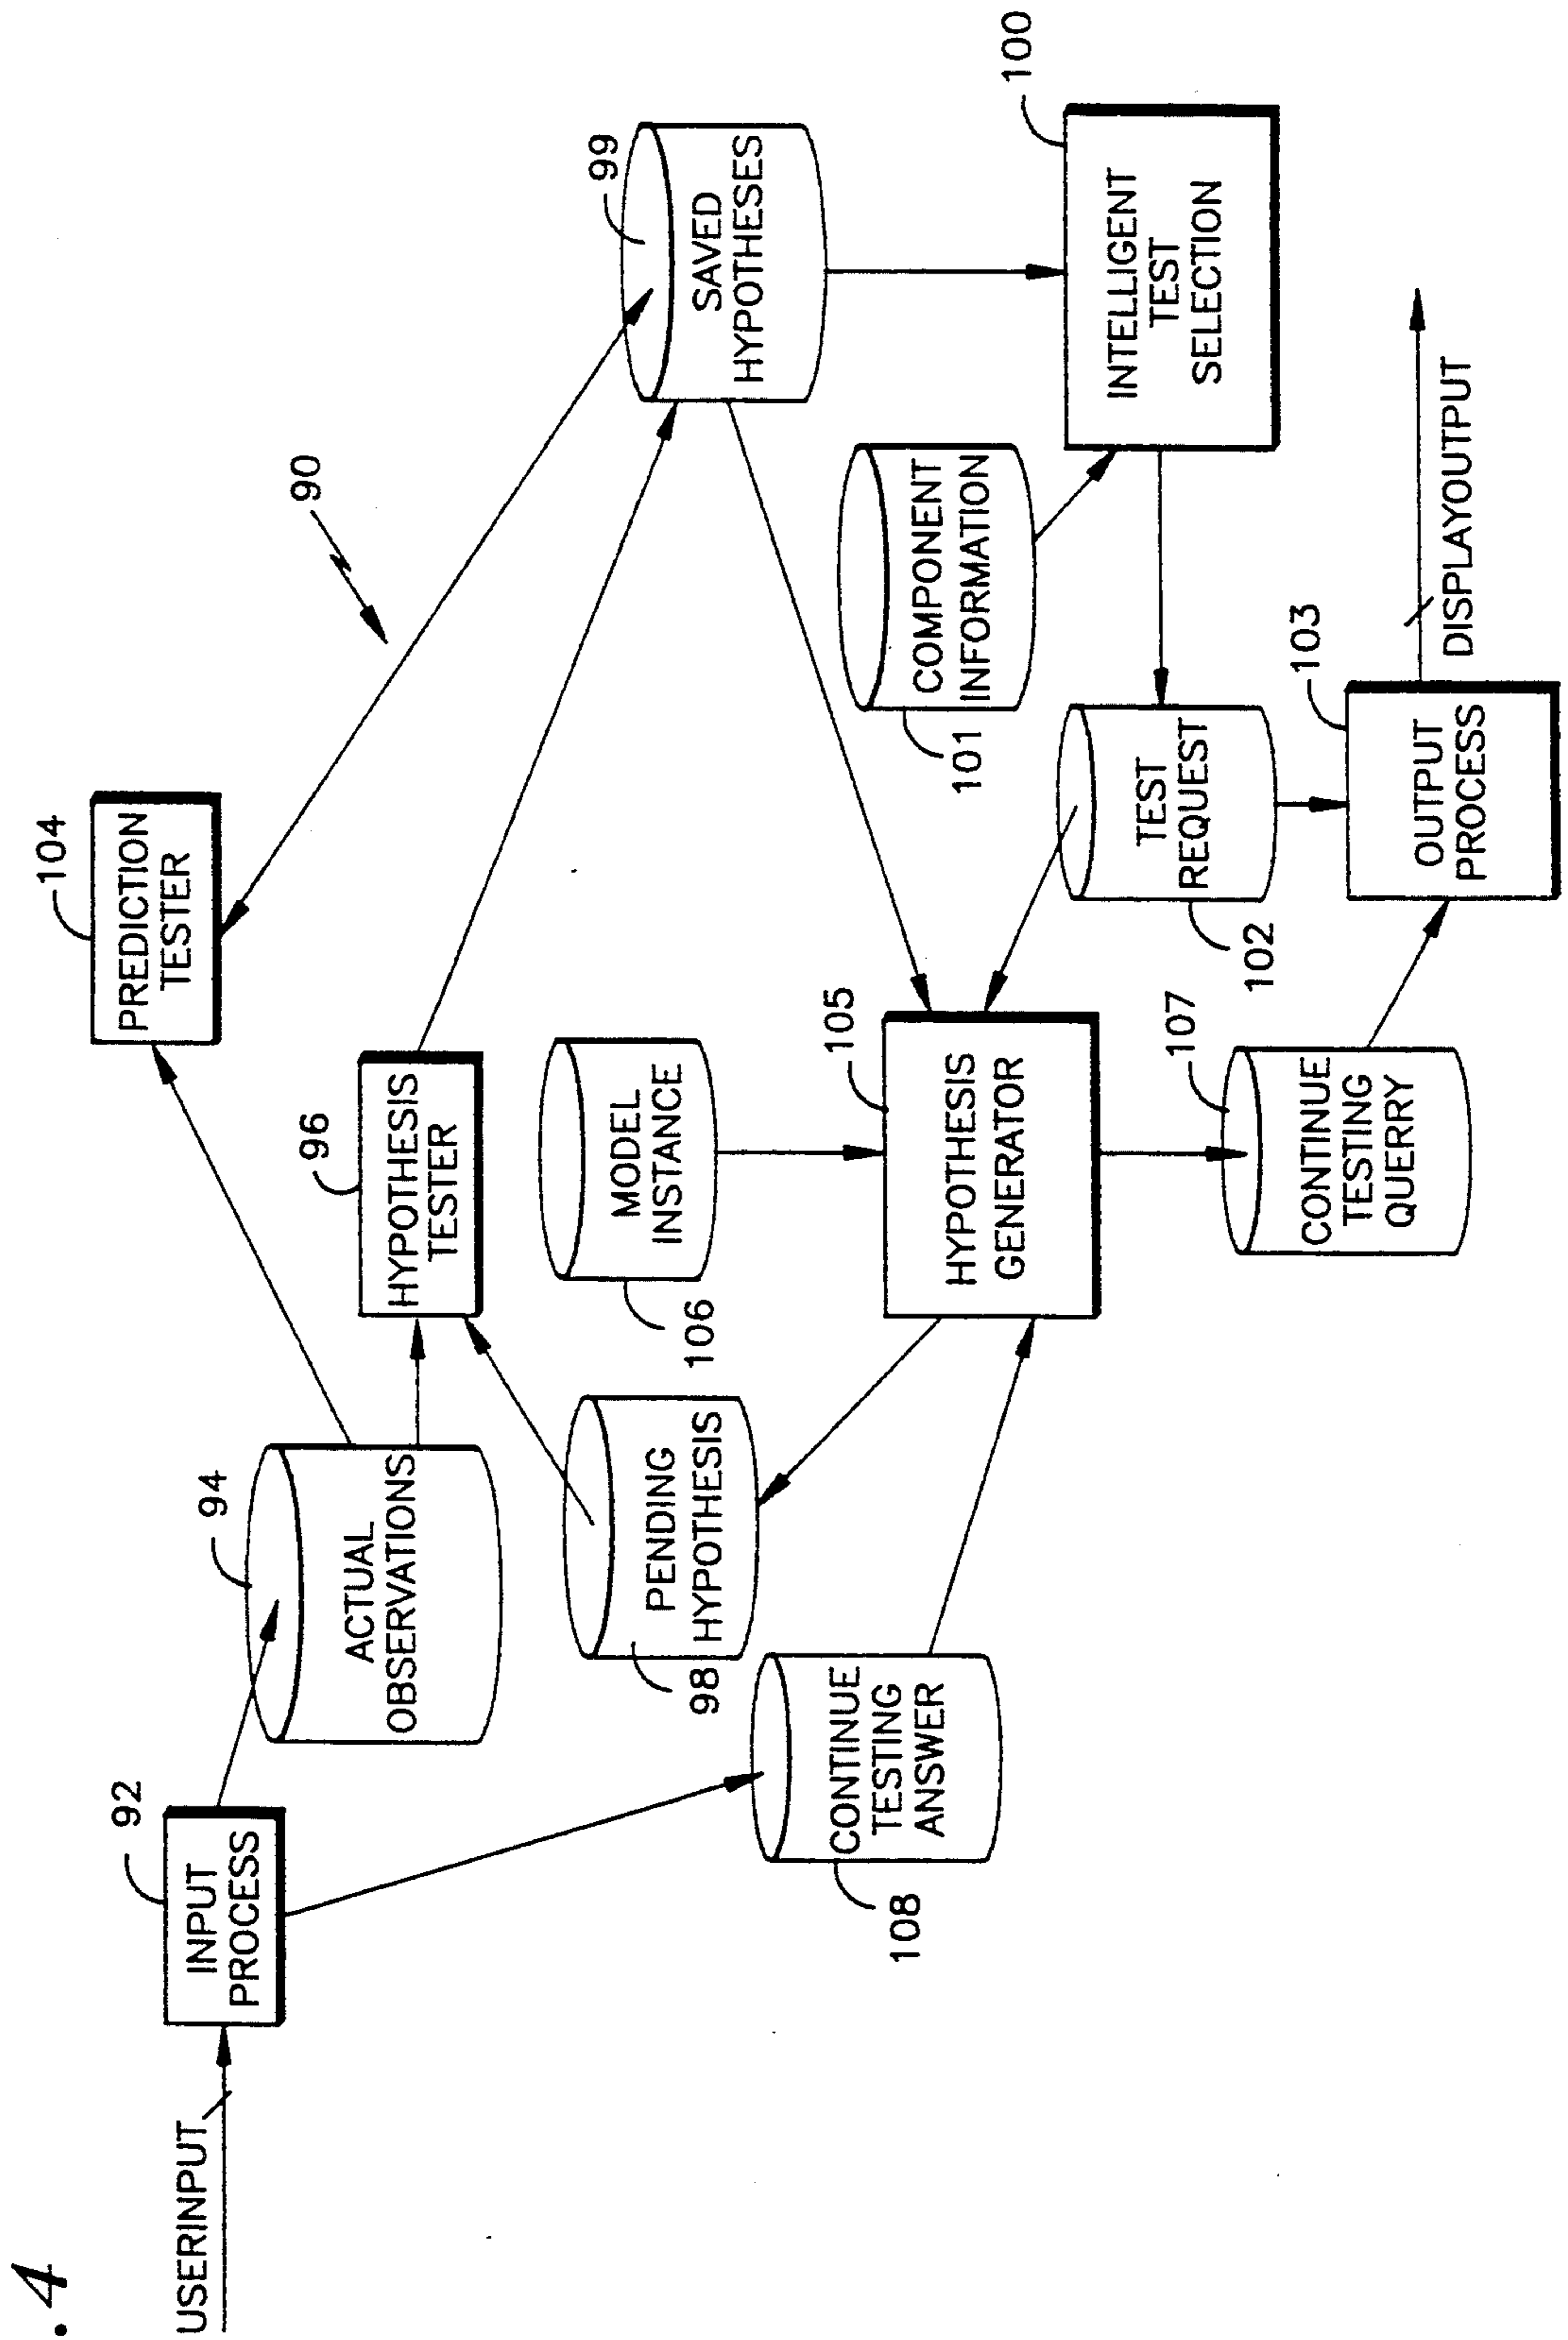 .4
USERINPUT
92
INPUT
PROCESS
94
ACTUAL
OBSERVATIONS
104
PREDICTION
TESTER
90
96
HYPOTHESIS
TESTER
99
SAVED
HYPOTHESES
98
PENDING
HYPOTHESIS
106
MODEL
INSTANCE
108
CONTINUE
TESTING
ANSWER
105
HYPOTHESIS
GENERATOR
101
COMPONENT
INFORMATION
100
INTELLIGENT
TEST
SELECTION
102
TEST
REQUEST
107
CONTINUE
TESTING
QUERRY
103
OUTPUT
PROCESS
DISPLAYOUTPUT